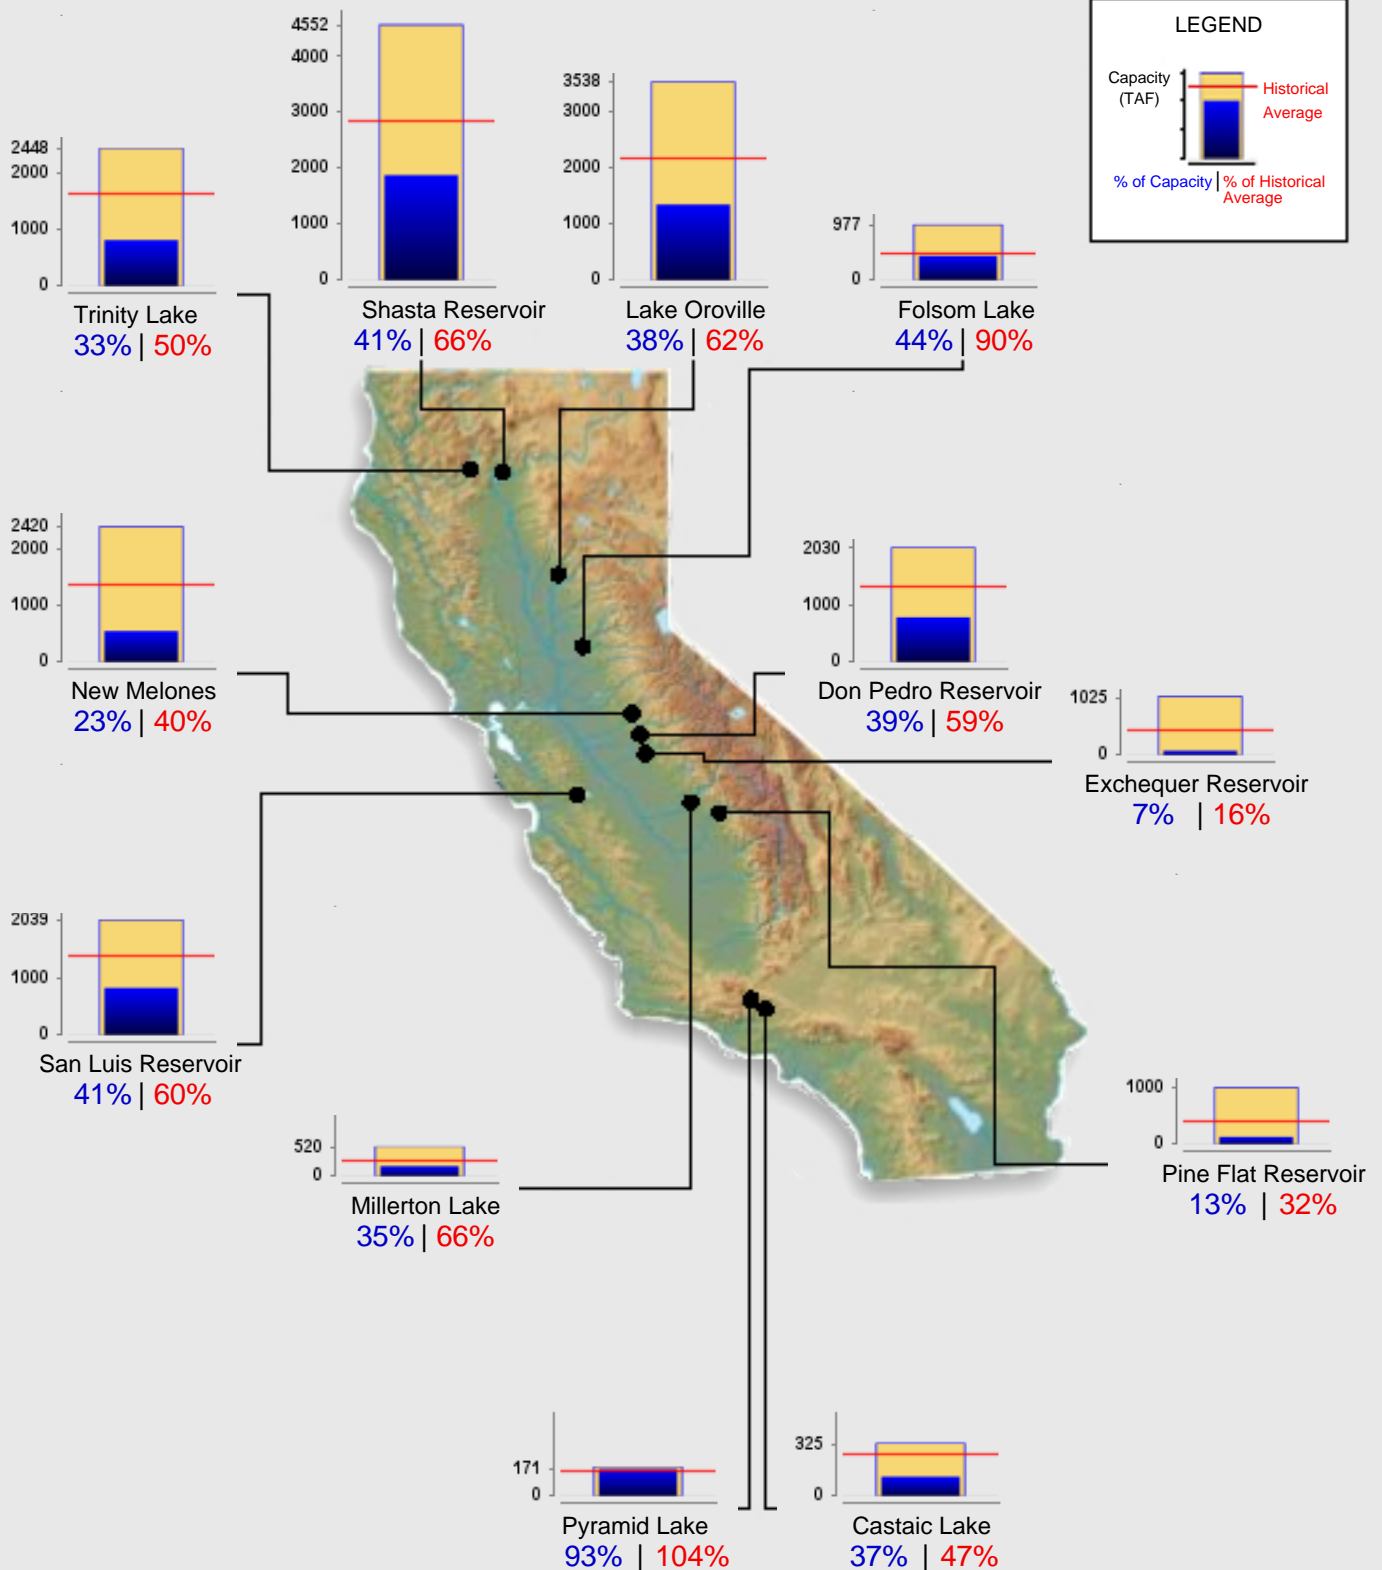 LEGEND
Capacity
(TAF)
Historical
Average
% of Capacity | % of Historical
Average
4552
4000
3000
2000
1000
0
Shasta Reservoir
41% | 66%
3538
3000
2000
1000
0
Lake Oroville
38% | 62%
2448
2000
1000
0
Trinity Lake
33% | 50%
977
0
Folsom Lake
44% | 90%
2420
2000
1000
0
New Melones
23% | 40%
2030
1000
0
Don Pedro Reservoir
39% | 59%
1025
0
Exchequer Reservoir
7% | 16%
2039
1000
0
San Luis Reservoir
41% | 60%
1000
0
Pine Flat Reservoir
13% | 32%
520
0
Millerton Lake
35% | 66%
171
0
Pyramid Lake
93% | 104%
325
0
Castaic Lake
37% | 47%